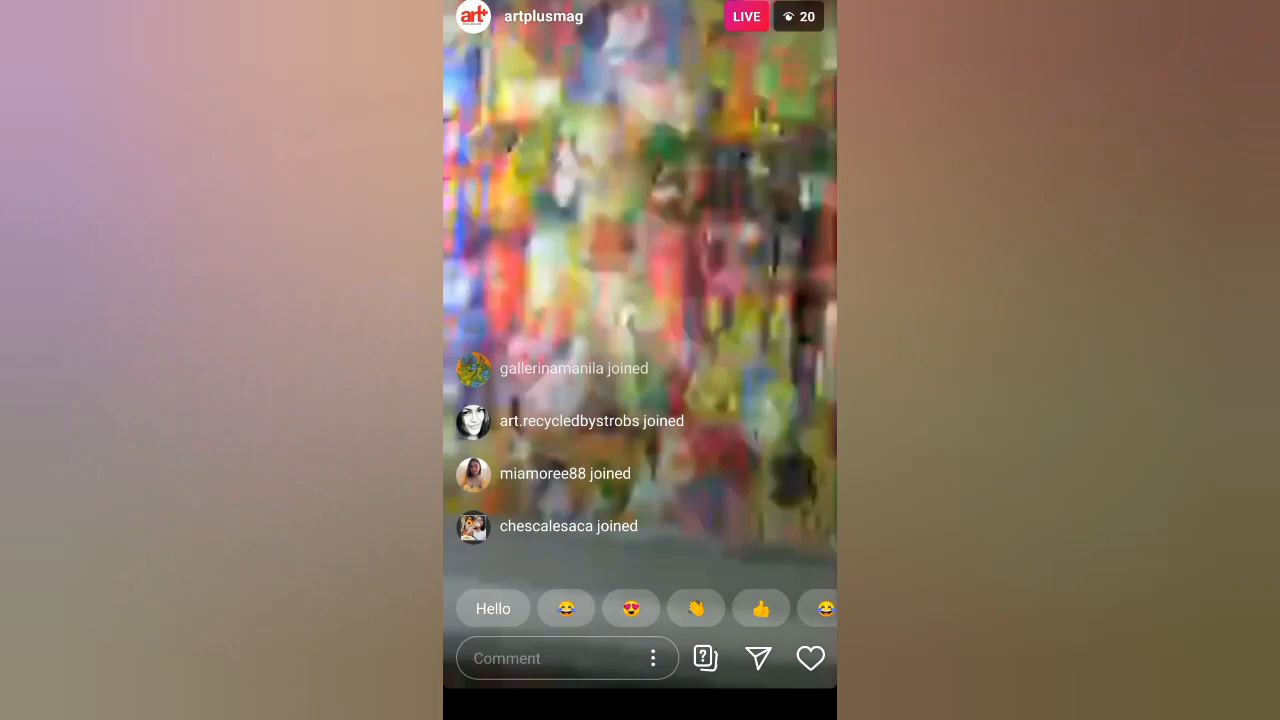 art+
artplusmag
LIVE
20
gallerinamanila joined
art.recycledbystrobs joined
miamoree88 joined
chescalesaca joined
Hello
Comment